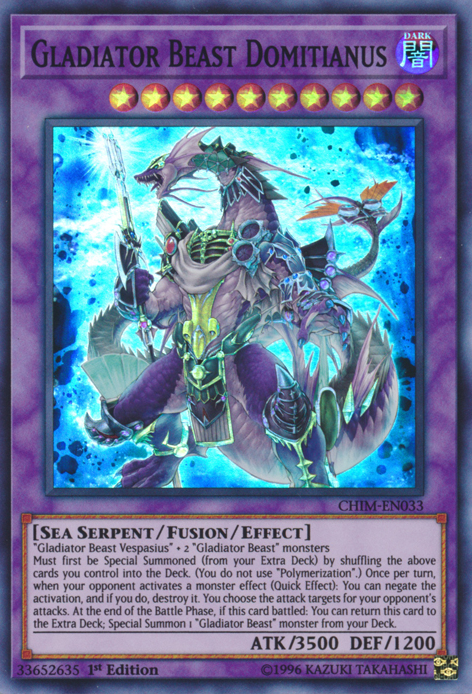 GLADIATOR BEAST DOMITIANUS
DARK
闇
CHIM-EN033
[SEA SERPENT/FUSION/EFFECT]
"Gladiator Beast Vespasius" + 2 "Gladiator Beast" monsters
Must first be Special Summoned (from your Extra Deck) by shuffling the above
cards you control into the Deck. (You do not use "Polymerization".) Once per turn,
when your opponent activates a monster effect (Quick Effect): You can negate the
activation, and if you do, destroy it. You choose the attack targets for your opponent's
attacks. At the end of the Battle Phase, if this card battled: You can return this card to
the Extra Deck; Special Summon 1 "Gladiator Beast" monster from your Deck.
ATK/3500 DEF/1200
33652635 1st Edition ©1996 KAZUKI TAKAHASHI